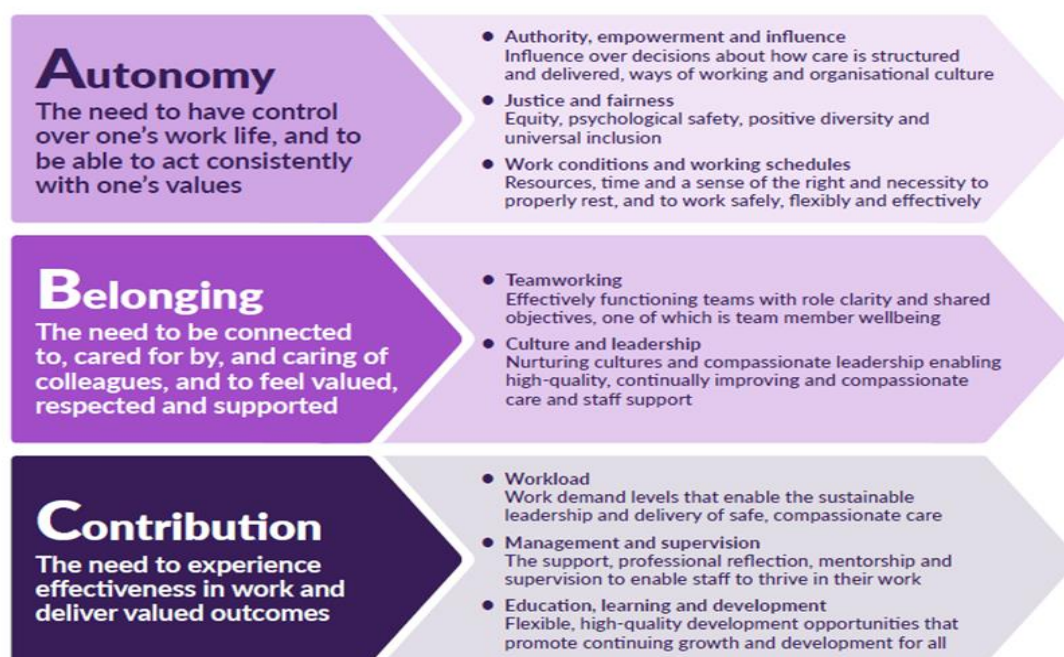 Autonomy
The need to have control
over one's work life, and to
be able to act consistently
with one's values
● Authority, empowerment and influence
Influence over decisions about how care is structured
and delivered, ways of working and organisational culture
● Justice and fairness
Equity, psychological safety, positive diversity and
universal inclusion
● Work conditions and working schedules
Resources, time and a sense of the right and necessity to
properly rest, and to work safely, flexibly and effectively
Belonging
The need to be connected
to, cared for by, and caring of
colleagues, and to feel valued,
respected and supported
● Teamworking
Effectively functioning teams with role clarity and shared
objectives, one of which is team member wellbeing
● Culture and leadership
Nurturing cultures and compassionate leadership enabling
high-quality, continually improving and compassionate
care and staff support
Contribution
The need to experience
effectiveness in work and
deliver valued outcomes
● Workload
Work demand levels that enable the sustainable
leadership and delivery of safe, compassionate care
● Management and supervision
The support, professional reflection, mentorship and
supervision to enable staff to thrive in their work
● Education, learning and development
Flexible, high-quality development opportunities that
promote continuing growth and development for all